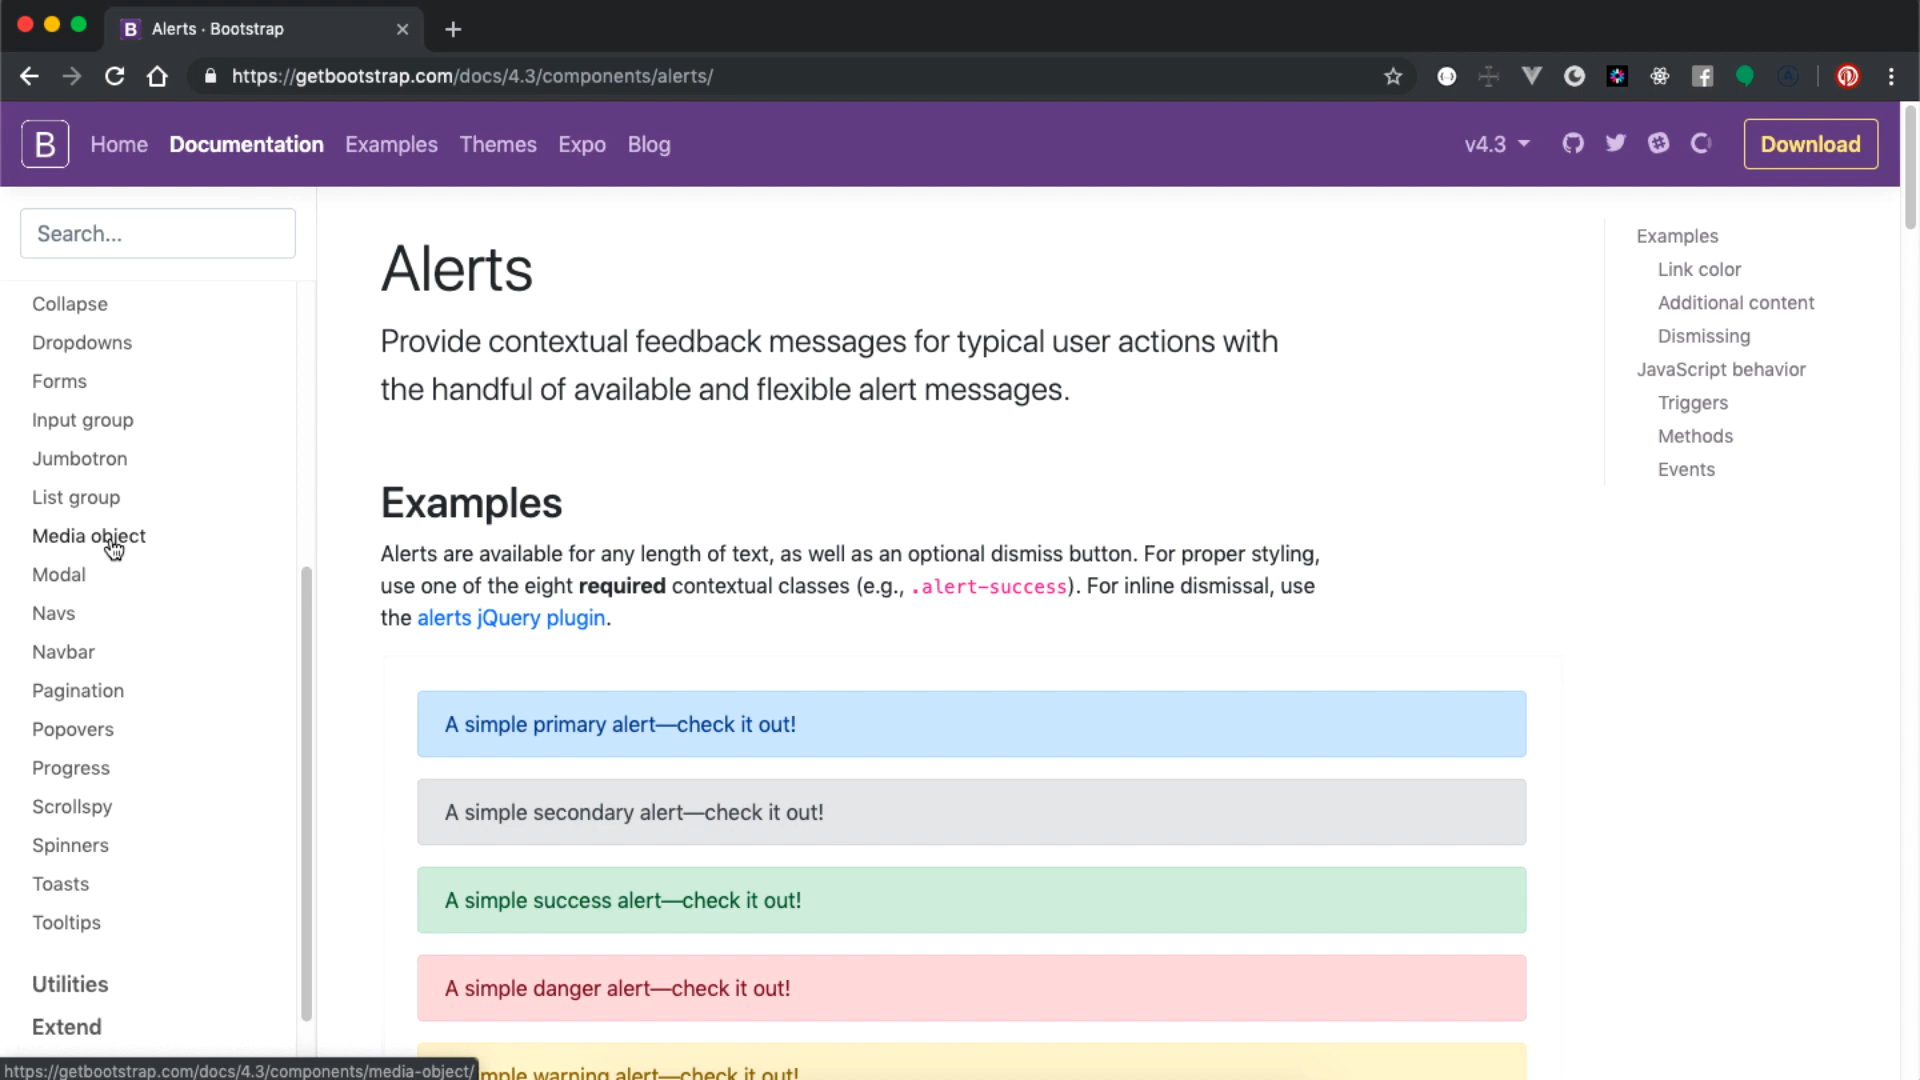 Alerts · Bootstrap
https://getbootstrap.com/docs/4.3/components/alerts/
B Home Documentation Examples Themes Expo Blog v4.3 Download
Search...
Collapse
Dropdowns
Forms
Input group
Jumbotron
List group
Media object
Modal
Navs
Navbar
Pagination
Popovers
Progress
Scrollspy
Spinners
Toasts
Tooltips
Utilities
Extend
Alerts
Provide contextual feedback messages for typical user actions with
the handful of available and flexible alert messages.
Examples
Alerts are available for any length of text, as well as an optional dismiss button. For proper styling,
use one of the eight required contextual classes (e.g., .alert-success). For inline dismissal, use
the alerts jQuery plugin.
A simple primary alert—check it out!
A simple secondary alert—check it out!
A simple success alert—check it out!
A simple danger alert—check it out!
mple warning alert—check it out!
Examples
Link color
Additional content
Dismissing
JavaScript behavior
Triggers
Methods
Events
https://getbootstrap.com/docs/4.3/components/media-object/